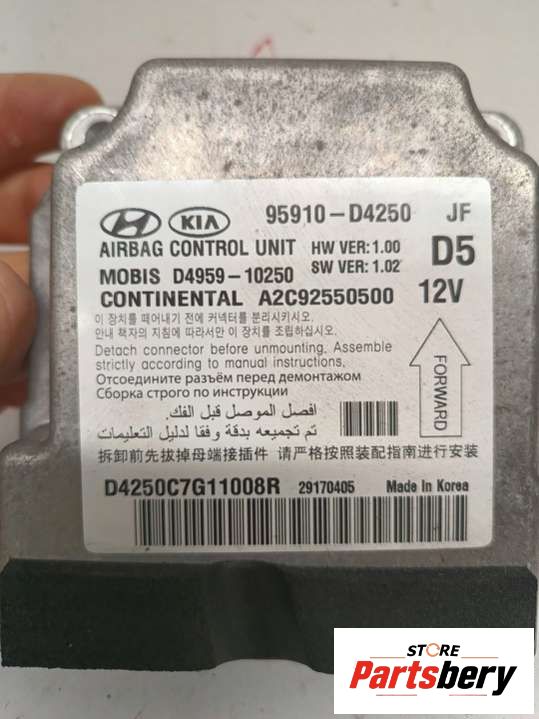 HYUNDAI KIA 95910-D4250 JF
AIRBAG CONTROL UNIT HW VER:1.00 D5
MOBIS D4959-10250 SW VER:1.02
CONTINENTAL A2C92550500 12V
이 장치를 떼어내기 전에 커넥터를 분리시키시오.
안내 책자의 지침에 따라서만 이 장치를 조립하십시오.
Detach connector before unmounting. Assemble
strictly according to manual instructions.
Отсоедините разъём перед демонтажом
Сборка строго по инструкции
افصل الموصل قبل الفك.
تم تجميعه بدقة وفقا لدليل التعليمات
拆卸前先拔掉母端接插件 请严格按照装配指南进行安装
FORWARD
D4250C7G11008R 29170405 Made In Korea
STORE
Partsbery